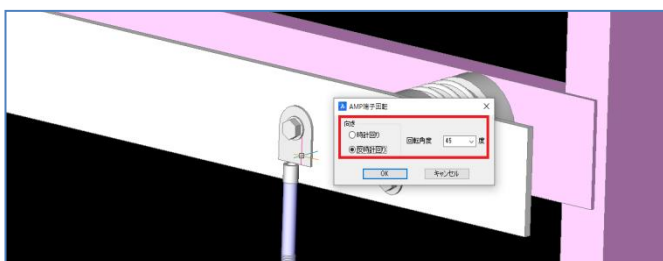 AMP端子回転
向き
時計回り
反時計回り
回転角度 45 度
OK キャンセル